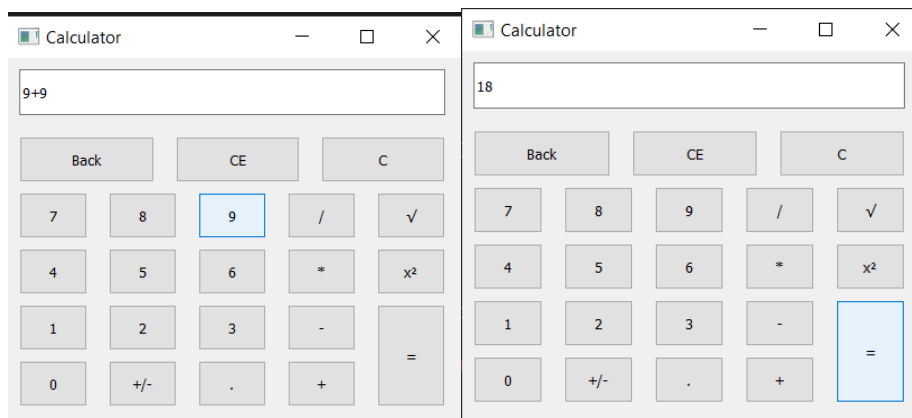 Calculator
9+9
Back CE C
7 8 9 / √
4 5 6 * x²
1 2 3 -
=
0 +/- . +
Calculator
18
Back CE C
7 8 9 / √
4 5 6 * x²
1 2 3 -
=
0 +/- . +